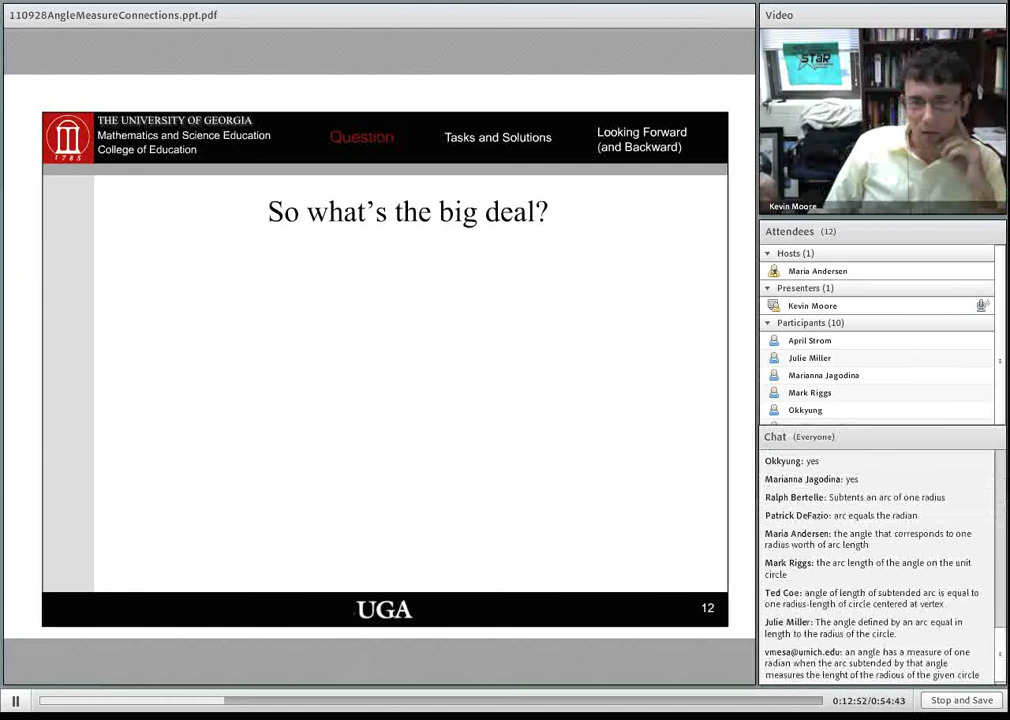 110928AngleMeasureConnections.ppt.pdf
THE UNIVERSITY OF GEORGIA
Mathematics and Science Education
College of Education
1785
Question
Tasks and Solutions
Looking Forward
(and Backward)
So what's the big deal?
UGA
12
Video
STaR
Kevin Moore
Attendees (12)
Hosts (1)
Maria Andersen
Presenters (1)
Kevin Moore
Participants (10)
April Strom
Julie Miller
Marianna Jagodina
Mark Riggs
Okkyung
Chat (Everyone)
Okkyung: yes
Marianna Jagodina: yes
Ralph Bertelle: Subtents an arc of one radius
Patrick DeFazio: arc equals the radian
Maria Andersen: the angle that corresponds to one
radius worth of arc length
Mark Riggs: the arc length of the angle on the unit
circle
Ted Coe: angle of length of subtended arc is equal to
one radius-length of circle centered at vertex
Julie Miller: The angle defined by an arc equal in
length to the radius of the circle.
vmesa@umich.edu: an angle has a measure of one
radian when the arc subtended by that angle
measures the lenght of the radious of the given circle
0:12:52/0:54:43
Stop and Save